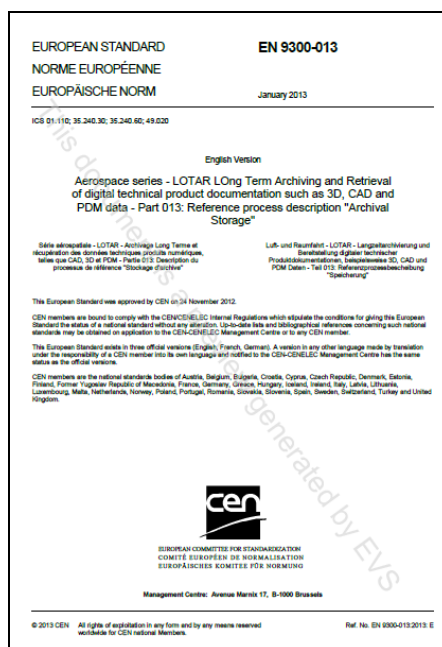 EUROPEAN STANDARD
NORME EUROPÉENNE
EUROPÄISCHE NORM
EN 9300-013
January 2013
ICS 01.110; 35.240.30; 35.240.60; 49.020
English Version
Aerospace series - LOTAR LOng Term Archiving and Retrieval
of digital technical product documentation such as 3D, CAD and
PDM data - Part 013: Reference process description "Archival
Storage"
Série aérospatiale - LOTAR - Archivage Long Terme et
récupération des données techniques produits numériques,
telles que CAD, 3D et PDM - Partie 013: Description du
processus de référence "Stockage d'archive"
Luft- und Raumfahrt - LOTAR - Langzeitarchivierung und
Bereitstellung digitaler technischer
Produktdokumentationen, beispielsweise 3D, CAD und
PDM Daten - Teil 013: Referenzprozessbescheibung
"Speicherung"
This European Standard was approved by CEN on 24 November 2012.
CEN members are bound to comply with the CEN/CENELEC Internal Regulations which stipulate the conditions for giving this European
Standard the status of a national standard without any alteration. Up-to-date lists and bibliographical references concerning such national
standards may be obtained on application to the CEN-CENELEC Management Centre or to any CEN member.
This European Standard exists in three official versions (English, French, German). A version in any other language made by translation
under the responsibility of a CEN member into its own language and notified to the CEN-CENELEC Management Centre has the same
status as the official versions.
CEN members are the national standards bodies of Austria, Belgium, Bulgaria, Croatia, Cyprus, Czech Republic, Denmark, Estonia,
Finland, Former Yugoslav Republic of Macedonia, France, Germany, Greece, Hungary, Iceland, Ireland, Italy, Latvia, Lithuania,
Luxembourg, Malta, Netherlands, Norway, Poland, Portugal, Romania, Slovakia, Slovenia, Spain, Sweden, Switzerland, Turkey and United
Kingdom.
This document is a preview generated by EVS
cen
EUROPEAN COMMITTEE FOR STANDARDIZATION
COMITÉ EUROPÉEN DE NORMALISATION
EUROPÄISCHES KOMITEE FÜR NORMUNG
Management Centre: Avenue Marnix 17, B-1000 Brussels
© 2013 CEN All rights of exploitation in any form and by any means reserved
worldwide for CEN national Members.
Ref. No. EN 9300-013:2013: E